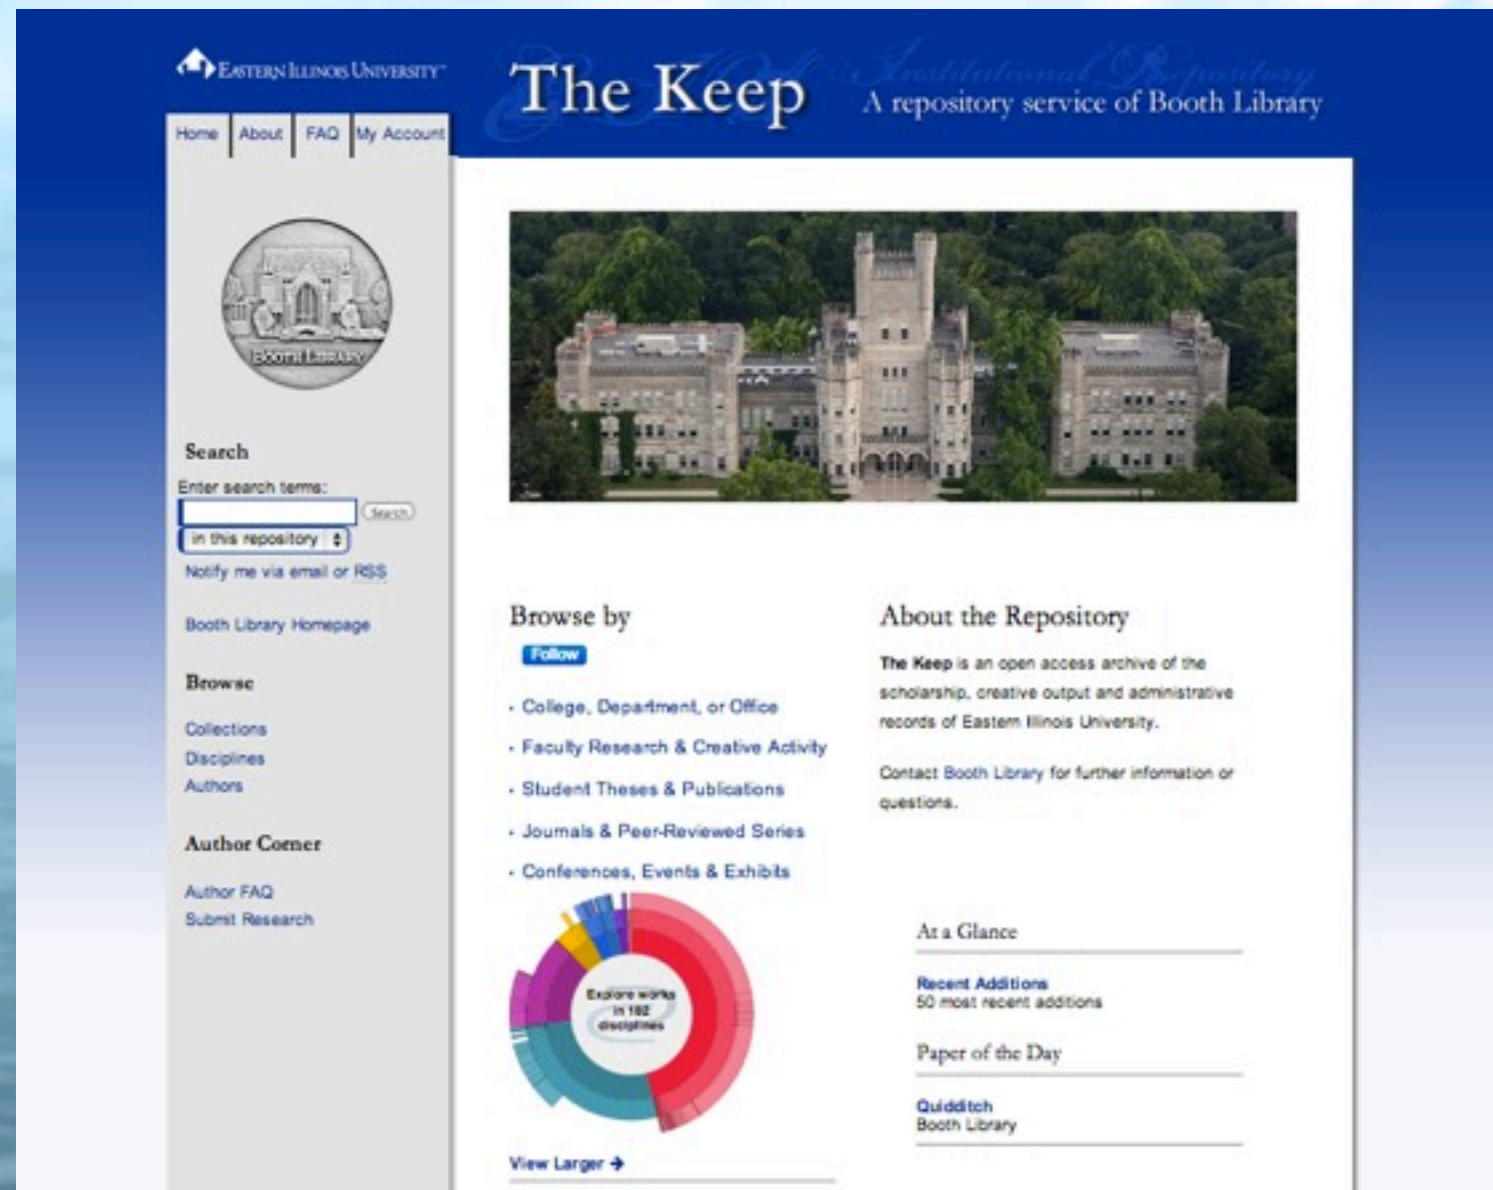 EASTERN ILLINOIS UNIVERSITY™
The Keep
Institutional Repository
A repository service of Booth Library
Home About FAQ My Account
BOOTH LIBRARY
Search
Enter search terms:
Search
in this repository
Notify me via email or RSS
Booth Library Homepage
Browse
Collections
Disciplines
Authors
Author Corner
Author FAQ
Submit Research
Browse by
Follow
• College, Department, or Office
• Faculty Research & Creative Activity
• Student Theses & Publications
• Journals & Peer-Reviewed Series
• Conferences, Events & Exhibits
Explore works
in 182
disciplines
View Larger →
About the Repository
The Keep is an open access archive of the
scholarship, creative output and administrative
records of Eastern Illinois University.
Contact Booth Library for further information or
questions.
At a Glance
Recent Additions
50 most recent additions
Paper of the Day
Quidditch
Booth Library